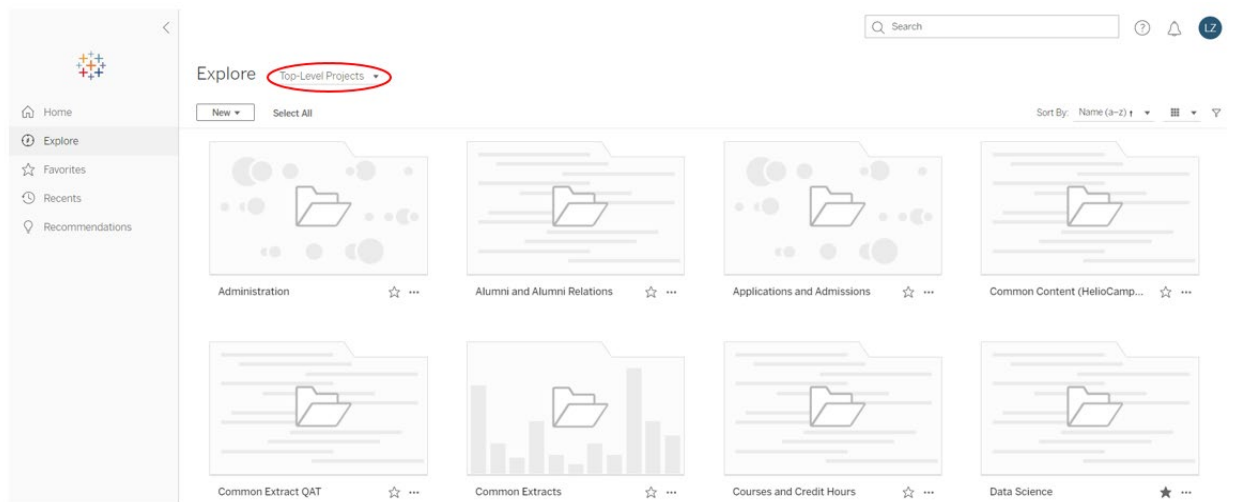 Search
LZ
Explore Top-Level Projects
Home
New Select All Sort By: Name (a–z)
Explore
Favorites
Recents
Recommendations
Administration Alumni and Alumni Relations Applications and Admissions Common Content (HelioCamp...
Common Extract QAT Common Extracts Courses and Credit Hours Data Science